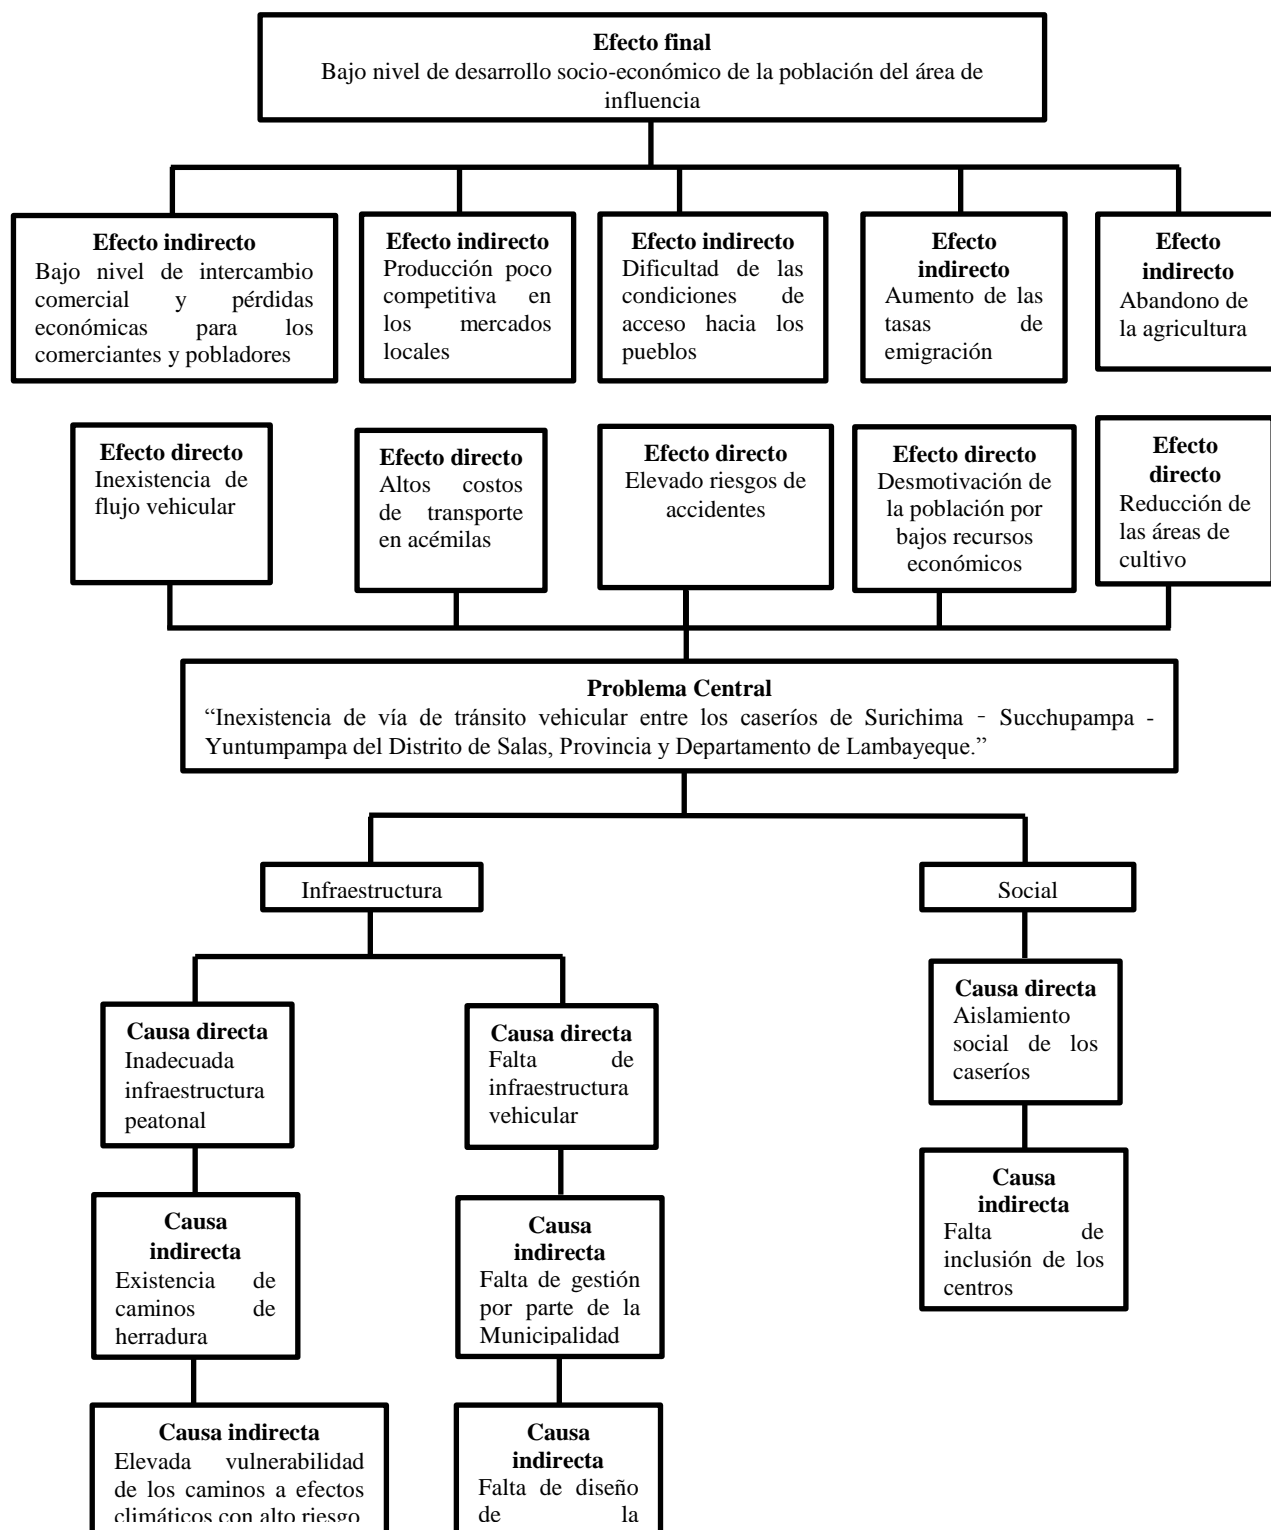 Efecto final
Bajo nivel de desarrollo socio-económico de la población del área de
influencia
Efecto indirecto
Bajo nivel de intercambio
comercial y pérdidas
económicas para los
comerciantes y pobladores
Efecto indirecto
Producción poco
competitiva en
los mercados
locales
Efecto indirecto
Dificultad de las
condiciones de
acceso hacia los
pueblos
Efecto
indirecto
Aumento de las
tasas de
emigración
Efecto
indirecto
Abandono de
la agricultura
Efecto directo
Inexistencia de
flujo vehicular
Efecto directo
Altos costos
de transporte
en acémilas
Efecto directo
Elevado riesgos de
accidentes
Efecto directo
Desmotivación de
la población por
bajos recursos
económicos
Efecto
directo
Reducción de
las áreas de
cultivo
Problema Central
“Inexistencia de vía de tránsito vehicular entre los caseríos de Surichima – Succhupampa -
Yuntumpampa del Distrito de Salas, Provincia y Departamento de Lambayeque.”
Infraestructura
Social
Causa directa
Inadecuada
infraestructura
peatonal
Causa directa
Falta de
infraestructura
vehicular
Causa directa
Aislamiento
social de los
caseríos
Causa
indirecta
Existencia de
caminos de
herradura
Causa
indirecta
Falta de gestión
por parte de la
Municipalidad
Causa
indirecta
Falta de
inclusión de los
centros
Causa indirecta
Elevada vulnerabilidad
de los caminos a efectos
climáticos con alto riesgo
Causa
indirecta
Falta de diseño
de la